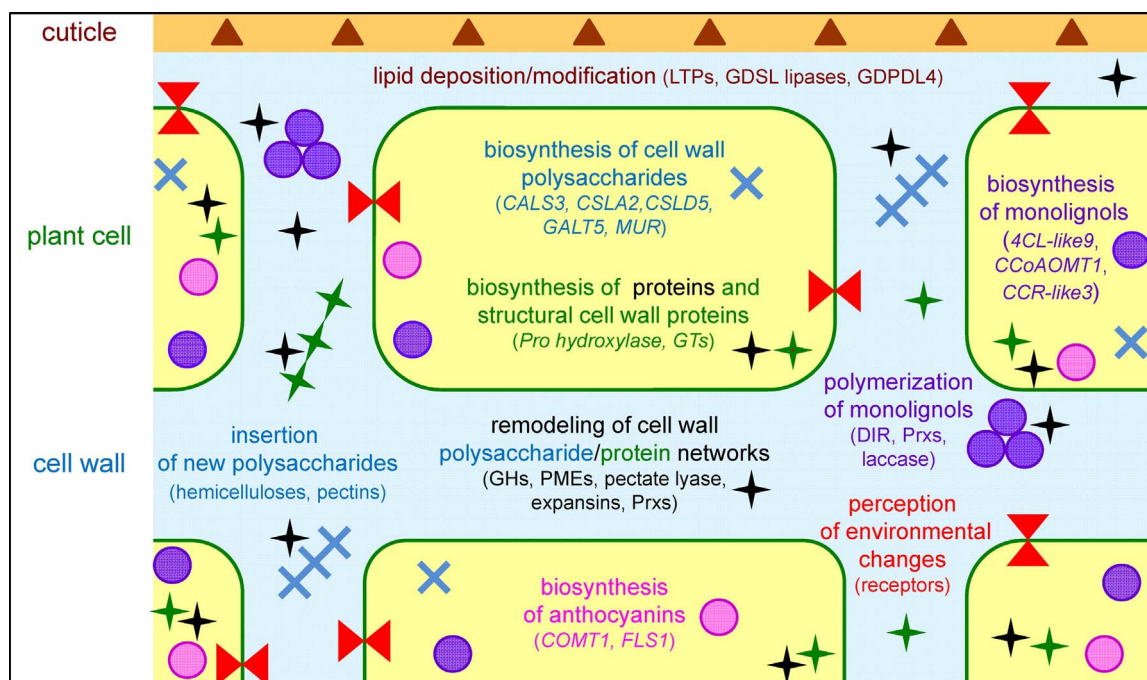 cuticle
lipid deposition/modification (LTPs, GDSL lipases, GDPDL4)
plant cell
biosynthesis of cell wall
polysaccharides
(CALS3, CSLA2,CSLD5,
GALT5, MUR)
biosynthesis of proteins and
structural cell wall proteins
(Pro hydroxylase, GTs)
biosynthesis
of monolignols
(4CL-like9,
CCoAOMT1,
CCR-like3)
cell wall
insertion
of new polysaccharides
(hemicelluloses, pectins)
remodeling of cell wall
polysaccharide/protein networks
(GHs, PMEs, pectate lyase,
expansins, Prxs)
polymerization
of monolignols
(DIR, Prxs,
laccase)
perception
of environmental
changes
(receptors)
biosynthesis
of anthocyanins
(COMT1, FLS1)